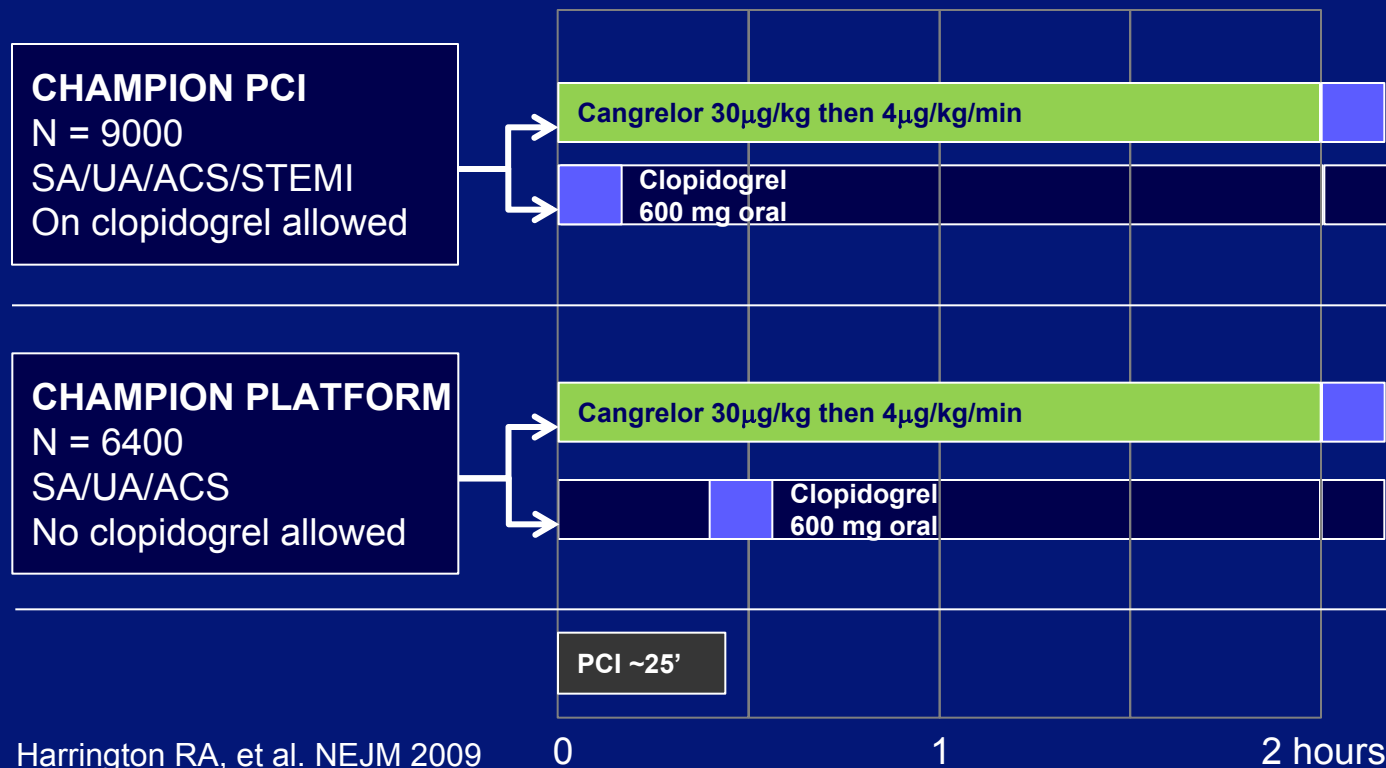 CHAMPION PCI
N = 9000
SA/UA/ACS/STEMI
On clopidogrel allowed
Cangrelor 30μg/kg then 4μg/kg/min
Clopidogrel
600 mg oral
CHAMPION PLATFORM
N = 6400
SA/UA/ACS
No clopidogrel allowed
Cangrelor 30μg/kg then 4μg/kg/min
Clopidogrel
600 mg oral
PCI ~25’
Harrington RA, et al. NEJM 2009
0 1 2 hours